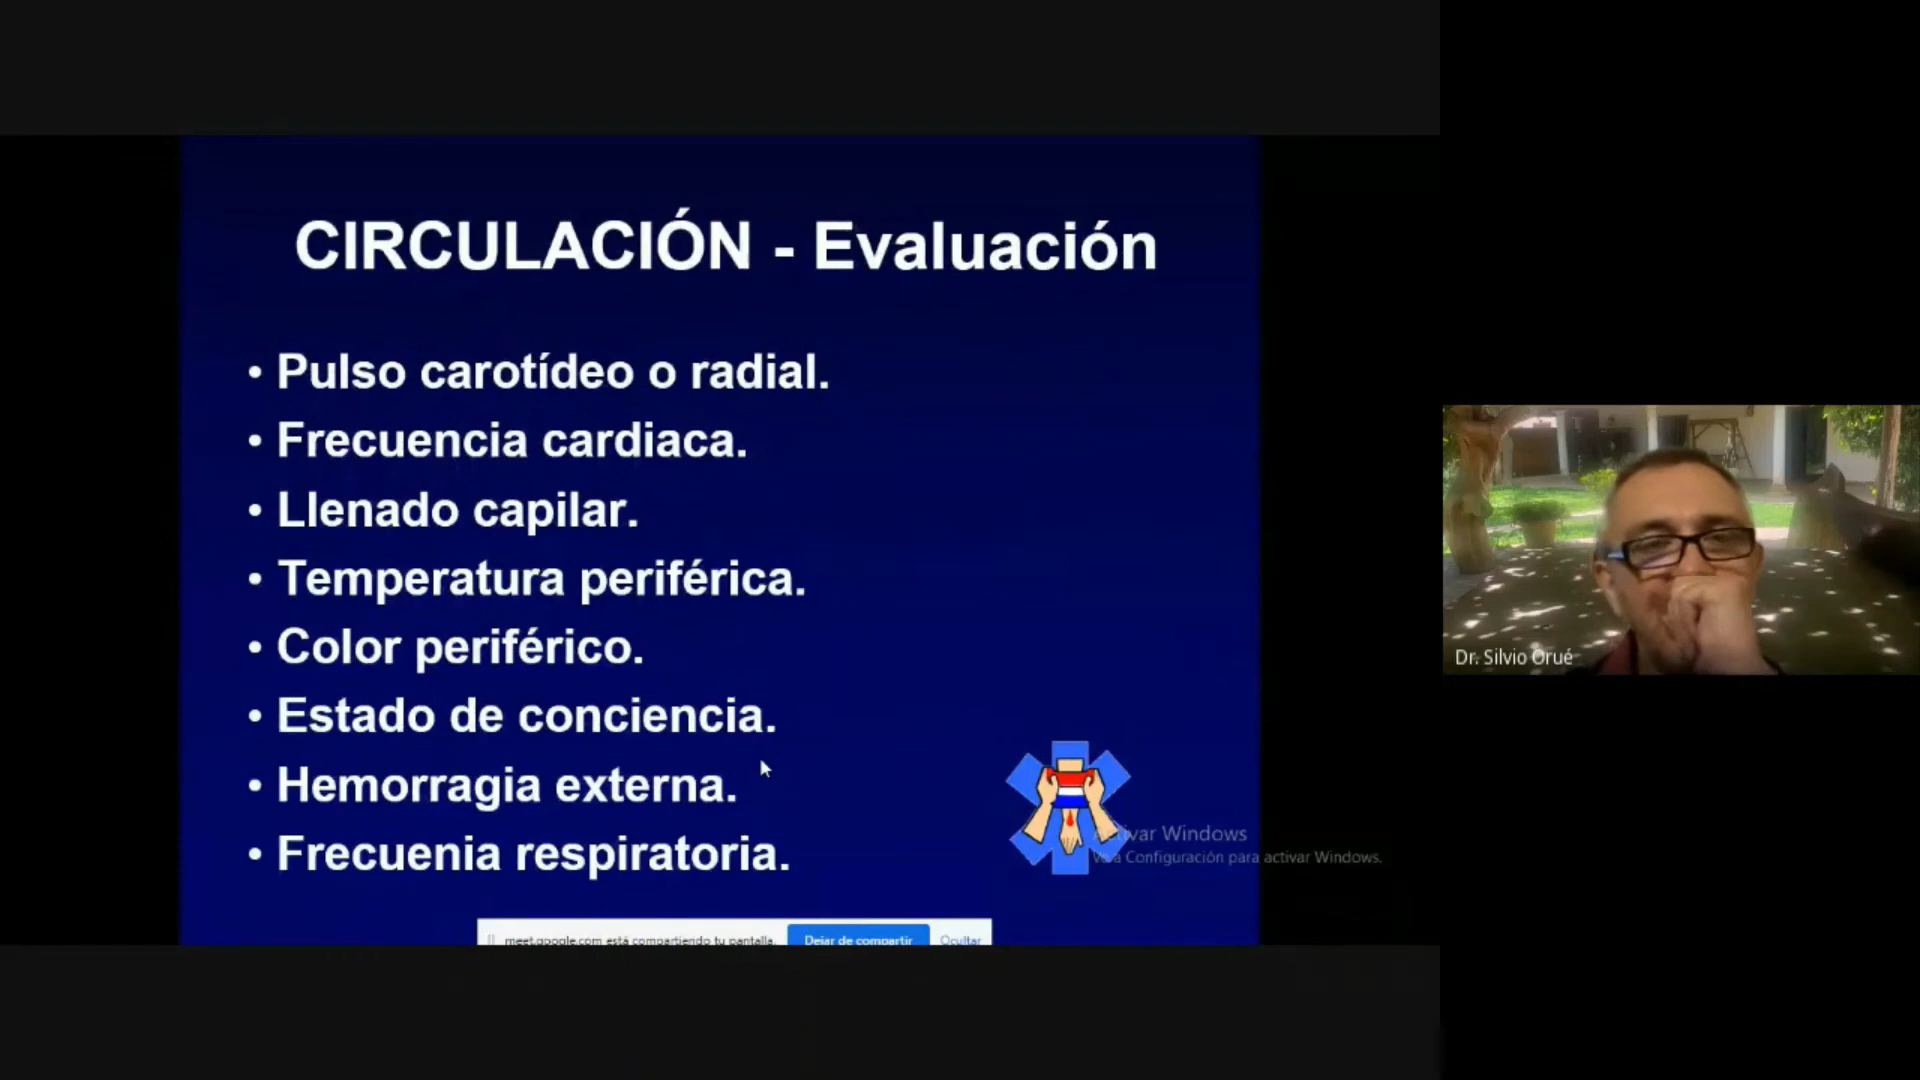 CIRCULACIÓN - Evaluación
• Pulso carotídeo o radial.
• Frecuencia cardiaca.
• Llenado capilar.
• Temperatura periférica.
• Color periférico.
• Estado de conciencia.
• Hemorragia externa.
• Frecuenia respiratoria.
Activar Windows
Ve a Configuración para activar Windows.
meet.google.com está compartiendo tu pantalla.
Dejar de compartir
Ocultar
Dr. Silvio Orué